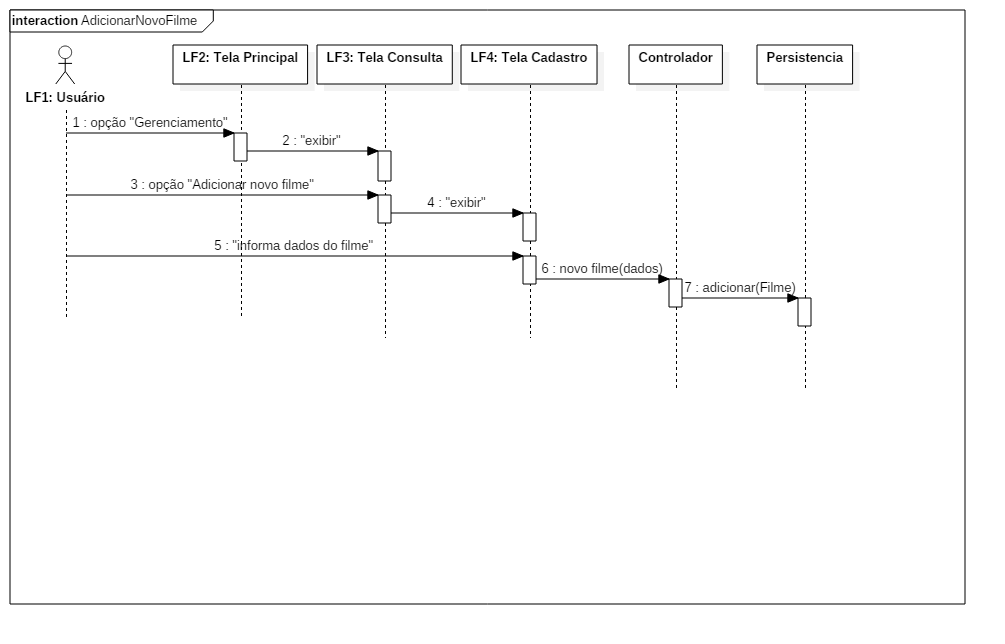 interaction AdicionarNovoFilme
LF1: Usuário
LF2: Tela Principal
LF3: Tela Consulta
LF4: Tela Cadastro
Controlador
Persistencia
1 : opção "Gerenciamento"
2 : "exibir"
3 : opção "Adicionar novo filme"
4 : "exibir"
5 : "informa dados do filme"
6 : novo filme(dados)
7 : adicionar(Filme)